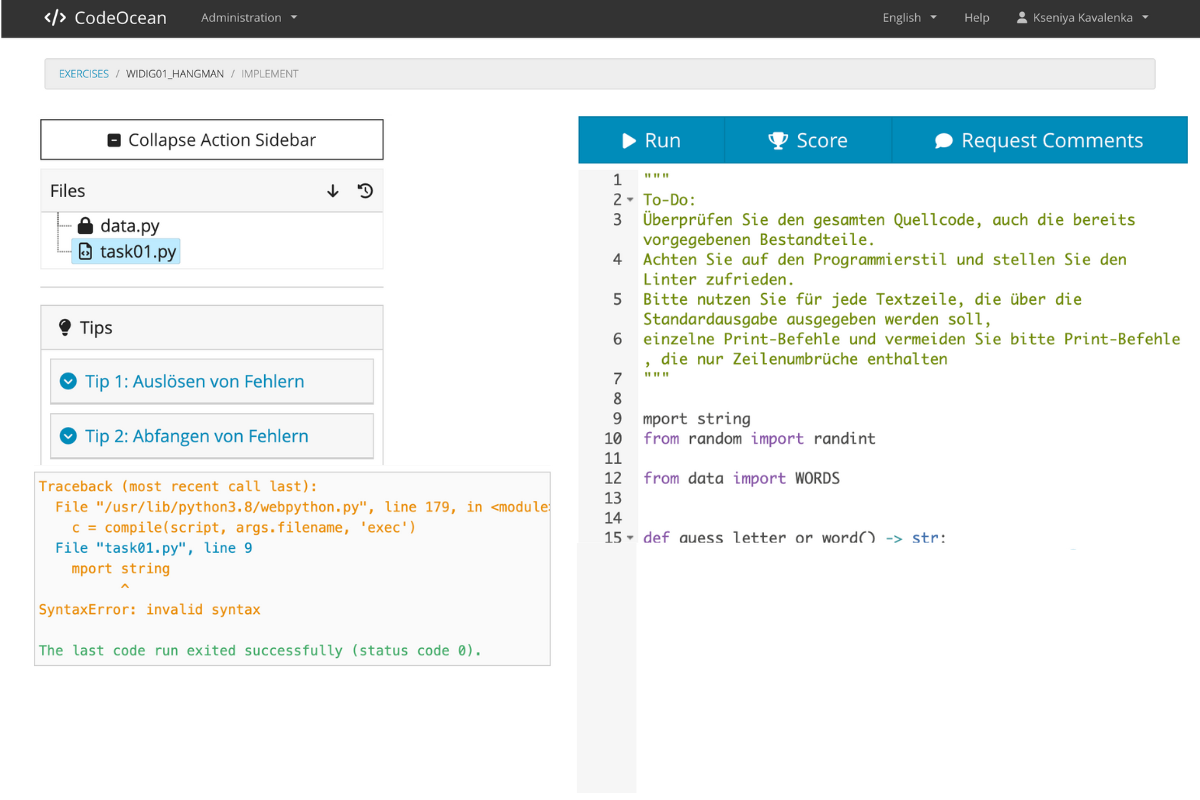 </> CodeOcean Administration English Help Kseniya Kavalenka
EXERCISES / WIDIG01_HANGMAN / IMPLEMENT
Collapse Action Sidebar
Files
data.py
task01.py
Tips
Tip 1: Auslösen von Fehlern
Tip 2: Abfangen von Fehlern
Traceback (most recent call last):
File "/usr/lib/python3.8/webpython.py", line 179, in <module>
c = compile(script, args.filename, 'exec')
File "task01.py", line 9
mport string
^
SyntaxError: invalid syntax
The last code run exited successfully (status code 0).
Run Score Request Comments
1 """
2 To-Do:
3 Überprüfen Sie den gesamten Quellcode, auch die bereits
vorgegebenen Bestandteile.
4 Achten Sie auf den Programmierstil und stellen Sie den
Linter zufrieden.
5 Bitte nutzen Sie für jede Textzeile, die über die
Standardausgabe ausgegeben werden soll,
6 einzelne Print-Befehle und vermeiden Sie bitte Print-Befehle
, die nur Zeilenumbrüche enthalten
7 """
8
9 mport string
10 from random import randint
11
12 from data import WORDS
13
14
15 def guess_letter_or_word() -> str: